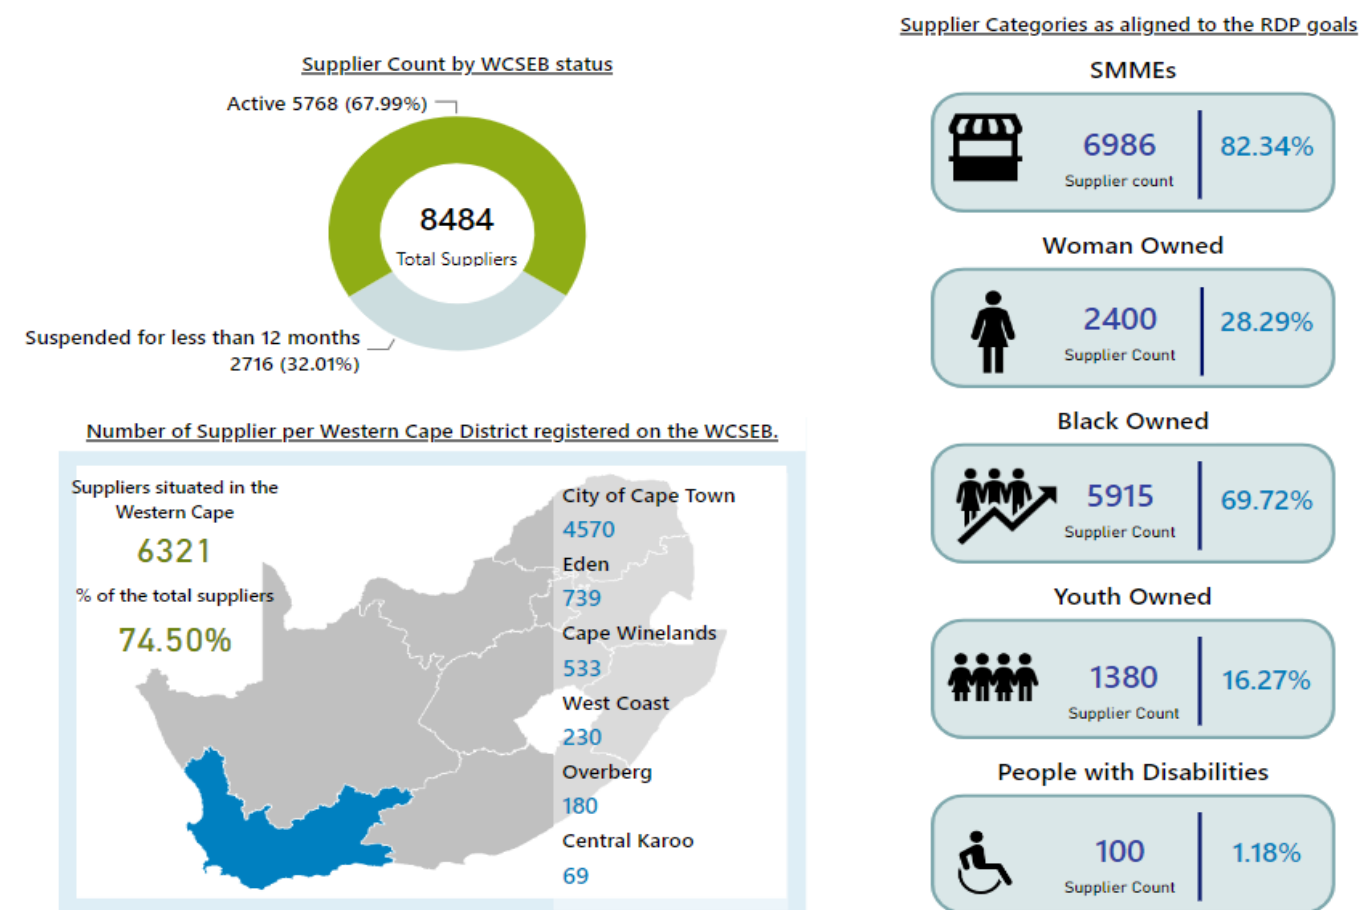 Supplier Count by WCSEB status
Active 5768 (67.99%)
8484
Total Suppliers
Suspended for less than 12 months
2716 (32.01%)
Number of Supplier per Western Cape District registered on the WCSEB.
Suppliers situated in the
Western Cape
6321
% of the total suppliers
74.50%
City of Cape Town
4570
Eden
739
Cape Winelands
533
West Coast
230
Overberg
180
Central Karoo
69
Supplier Categories as aligned to the RDP goals
SMMEs
6986
Supplier count
82.34%
Woman Owned
2400
Supplier Count
28.29%
Black Owned
5915
Supplier Count
69.72%
Youth Owned
1380
Supplier Count
16.27%
People with Disabilities
100
Supplier Count
1.18%